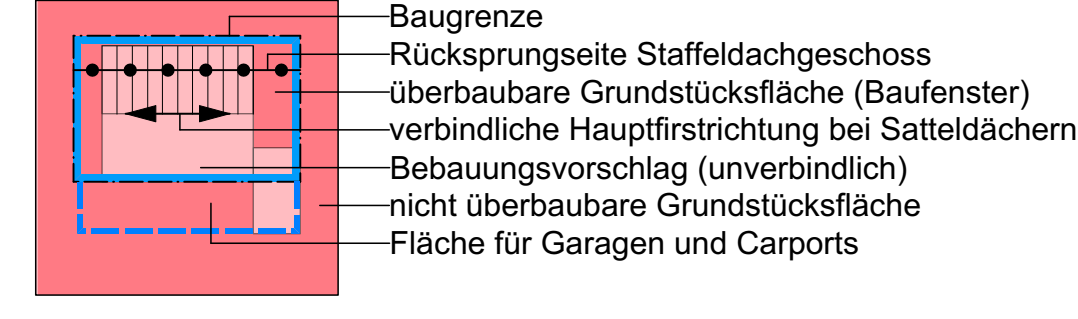 Baugrenze
Rücksprungseite Staffeldachgeschoss
überbaubare Grundstücksfläche (Baufenster)
verbindliche Hauptfirstrichtung bei Satteldächern
Bebauungsvorschlag (unverbindlich)
nicht überbaubare Grundstücksfläche
Fläche für Garagen und Carports